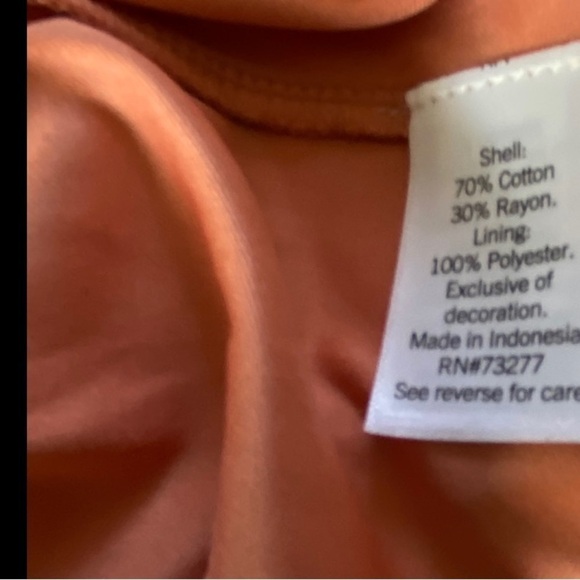 Shell:
70% Cotton
30% Rayon.
Lining:
100% Polyester.
Exclusive of
decoration.
Made in Indonesia
RN#73277
See reverse for care